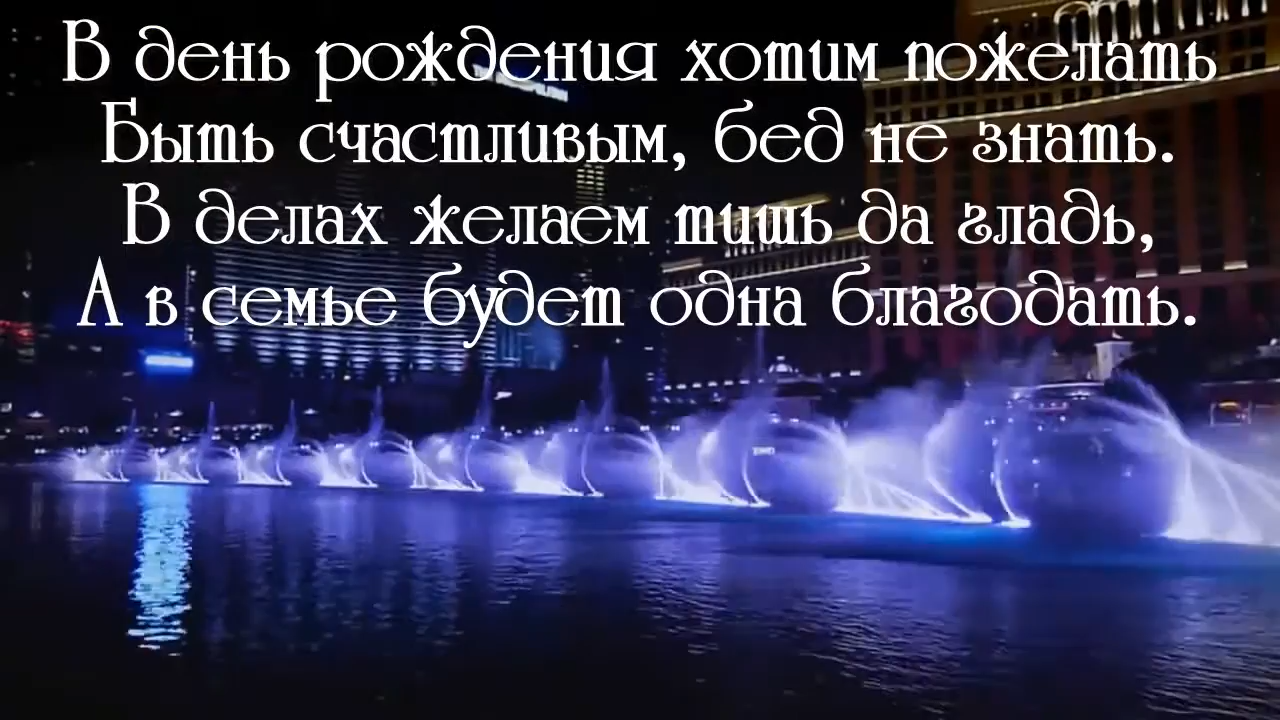 В день рождения хотим пожелать
Быть счастливым, бед не знать.
В делах желаем тишь да гладь,
А в семье будет одна благодать.